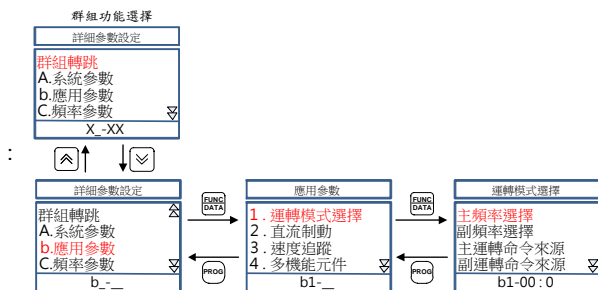 群組功能選擇
詳細參數設定
群組轉跳
A.系統參數
b.應用參數
C.頻率參數
X_-XX
:
詳細參數設定
群組轉跳
A.系統參數
b.應用參數
C.頻率參數
b_-__
FUNC
DATA
PROG
應用參數
1．運轉模式選擇
2．直流制動
3．速度追蹤
4．多機能元件
b1-__
FUNC
DATA
PROG
運轉模式選擇
主頻率選擇
副頻率選擇
主運轉命令來源
副運轉命令來源
b1-00 : 0